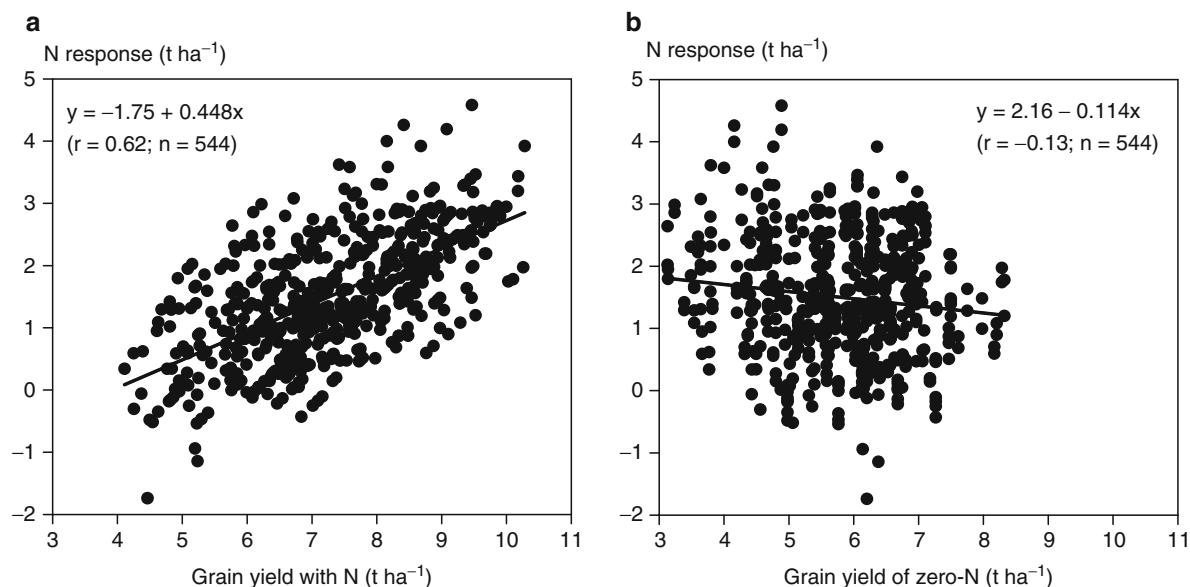 a
N response (t ha⁻¹)
5
4
3
2
1
0
–1
–2
y = –1.75 + 0.448x
(r = 0.62; n = 544)
3 4 5 6 7 8 9 10 11
Grain yield with N (t ha⁻¹)
b
N response (t ha⁻¹)
5
4
3
2
1
0
–1
–2
y = 2.16 – 0.114x
(r = –0.13; n = 544)
3 4 5 6 7 8 9 10 11
Grain yield of zero-N (t ha⁻¹)